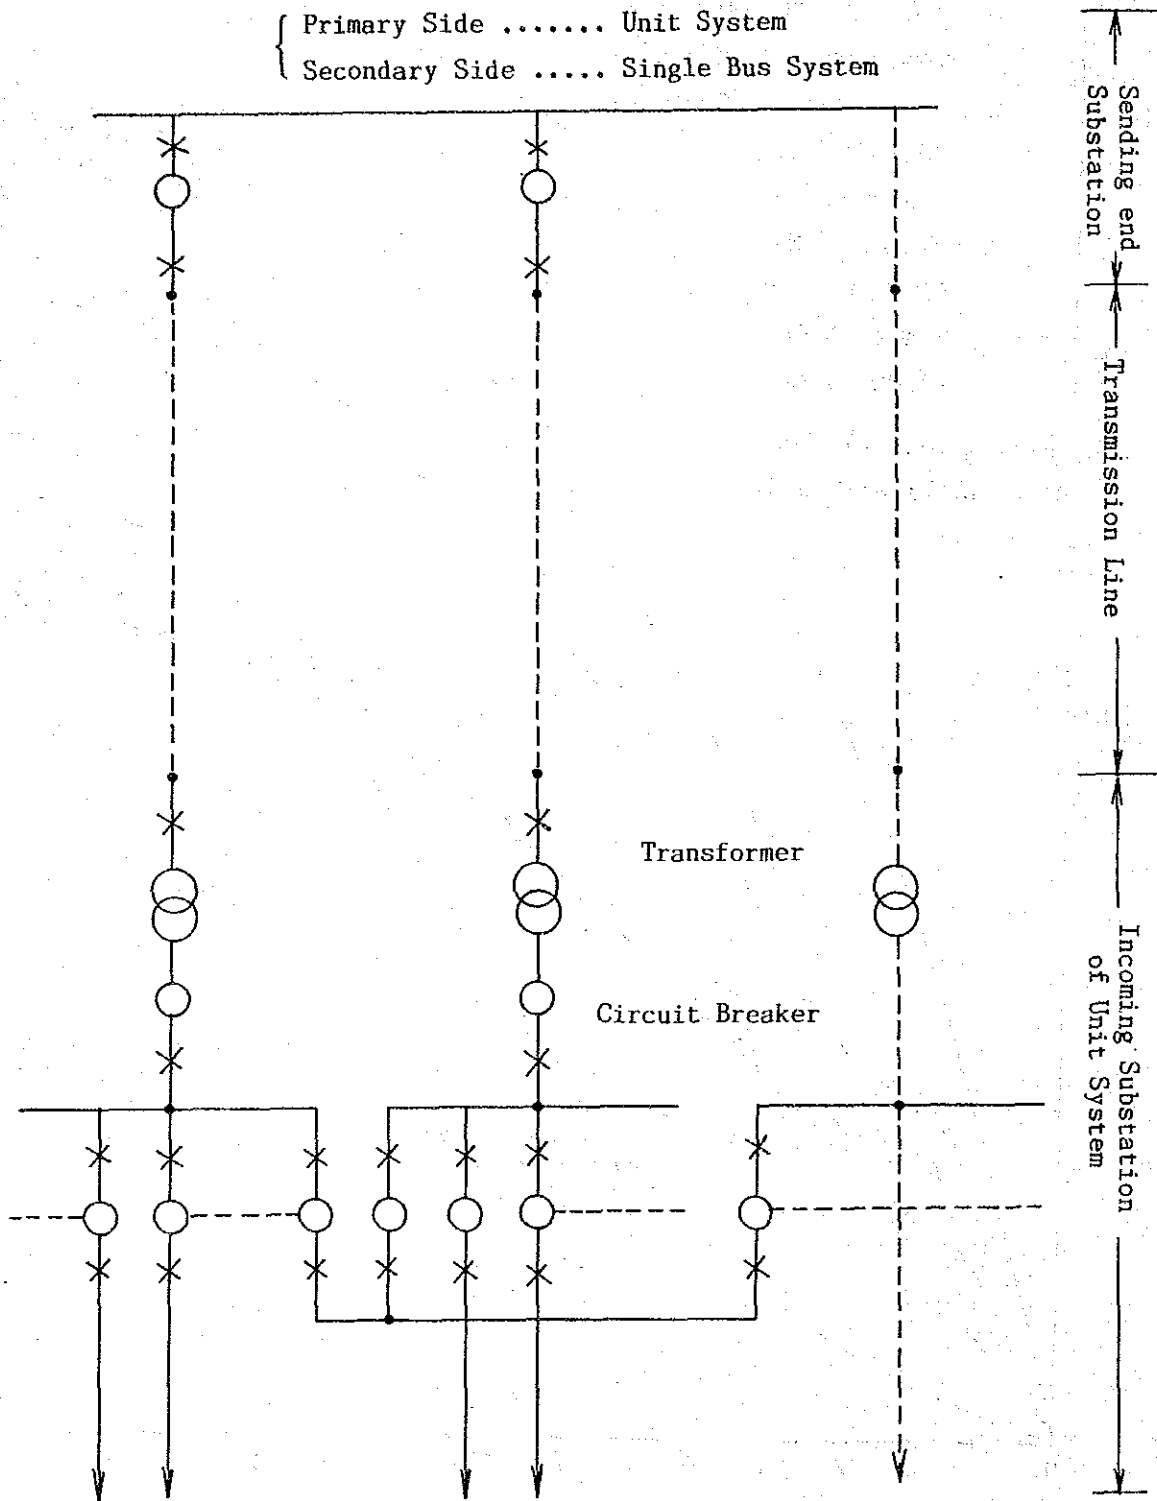 Primary Side ....... Unit System
Secondary Side ..... Single Bus System
Sending end
Substation
Transmission Line
Transformer
Circuit Breaker
Incoming Substation
of Unit System